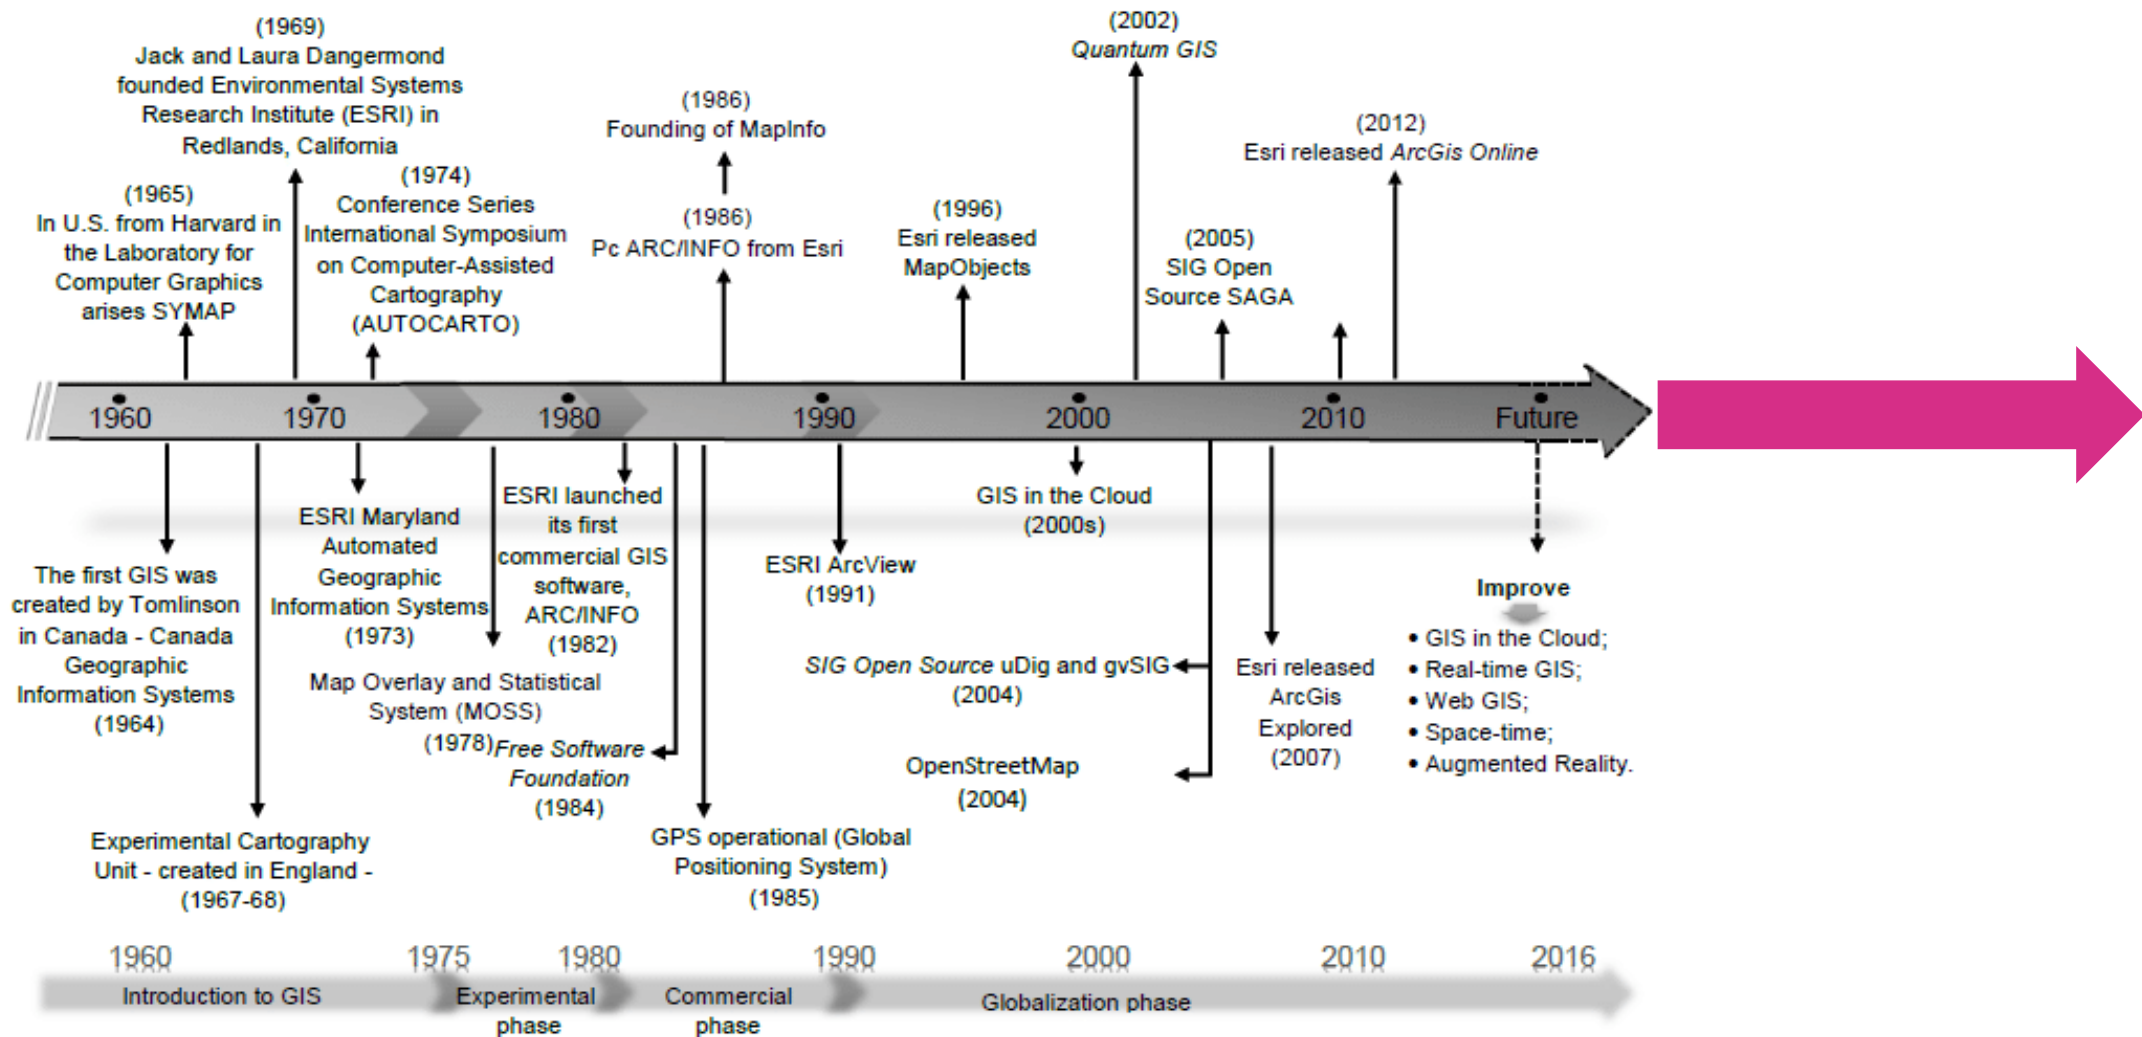 (1969)
Jack and Laura Dangermond
founded Environmental Systems
Research Institute (ESRI) in
Redlands, California
(1965)
In U.S. from Harvard in
the Laboratory for
Computer Graphics
arises SYMAP
(1974)
Conference Series
International Symposium
on Computer-Assisted
Cartography
(AUTOCARTO)
(1986)
Founding of MapInfo
(1986)
Pc ARC/INFO from Esri
(1996)
Esri released
MapObjects
(2002)
Quantum GIS
(2005)
SIG Open
Source SAGA
(2012)
Esri released ArcGis Online
1960 1970 1980 1990 2000 2010 Future
The first GIS was
created by Tomlinson
in Canada - Canada
Geographic
Information Systems
(1964)
Experimental Cartography
Unit - created in England -
(1967-68)
ESRI Maryland
Automated
Geographic
Information Systems
(1973)
Map Overlay and Statistical
System (MOSS)
(1978)
ESRI launched
its first
commercial GIS
software,
ARC/INFO
(1982)
Free Software
Foundation
(1984)
GPS operational (Global
Positioning System)
(1985)
ESRI ArcView
(1991)
GIS in the Cloud
(2000s)
SIG Open Source uDig and gvSIG
(2004)
OpenStreetMap
(2004)
Esri released
ArcGis
Explored
(2007)
Improve
• GIS in the Cloud;
• Real-time GIS;
• Web GIS;
• Space-time;
• Augmented Reality.
1960 1975 1980 1990 2000 2010 2016
Introduction to GIS
Experimental
phase
Commercial
phase
Globalization phase